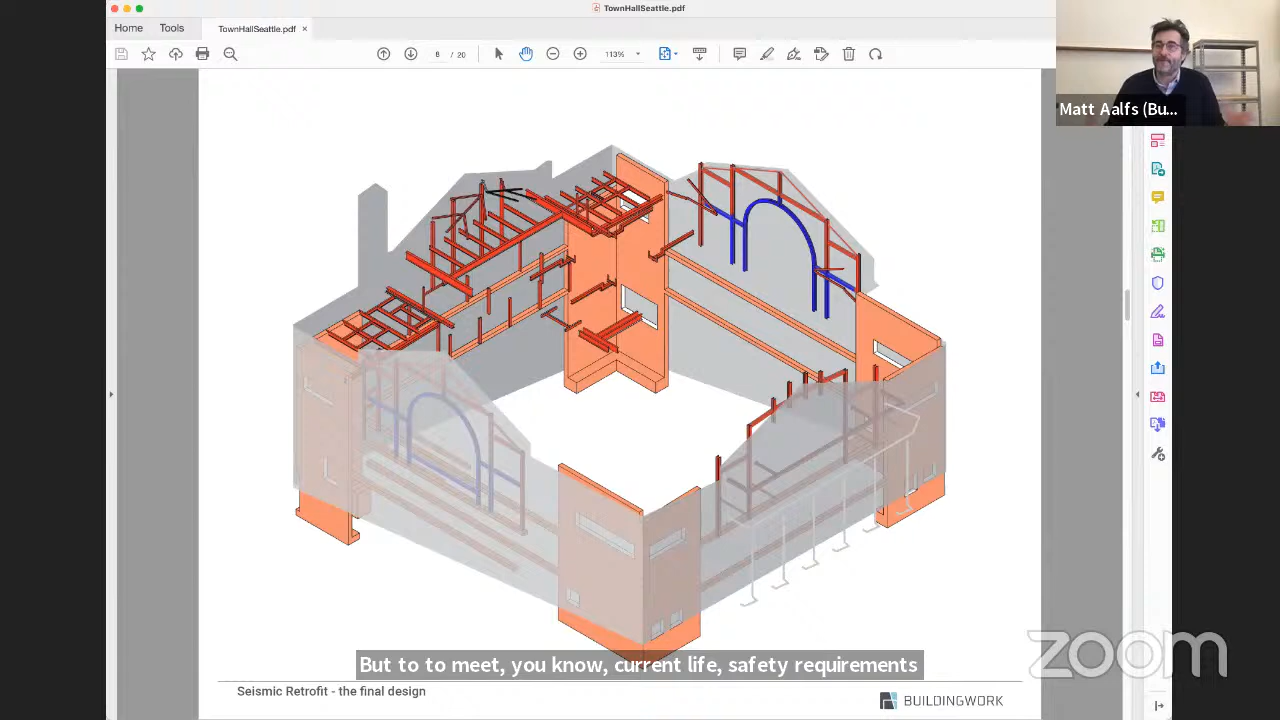 TownHallSeattle.pdf
Home
Tools
TownHallSeattle.pdf ×
8 / 20
113%
Matt Aalfs (Bu...
But to to meet, you know, current life, safety requirements
zoom
Seismic Retrofit - the final design
BUILDINGWORK